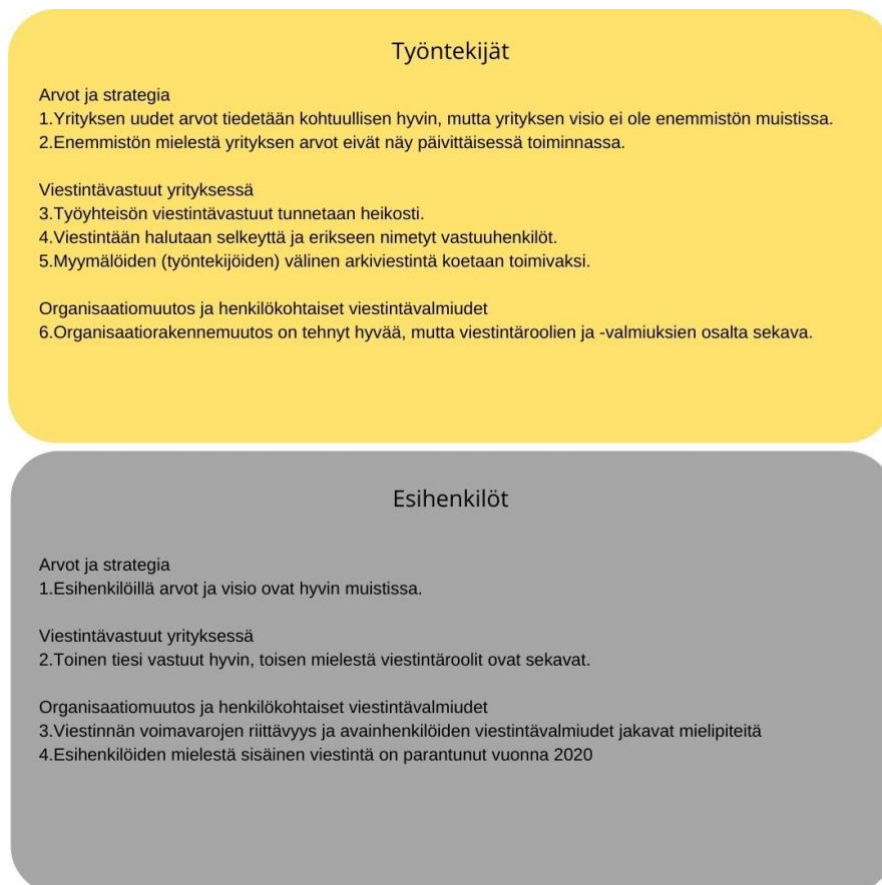 Työntekijät
Arvot ja strategia
1.Yrityksen uudet arvot tiedetään kohtuullisen hyvin, mutta yrityksen visio ei ole enemmistön muistissa.
2.Enemmistön mielestä yrityksen arvot eivät näy päivittäisessä toiminnassa.
Viestintävastuut yrityksessä
3.Työyhteisön viestintävastuut tunnetaan heikosti.
4.Viestintään halutaan selkeyttä ja erikseen nimetyt vastuuhenkilöt.
5.Myymälöiden (työntekijöiden) välinen arkiviestintä koetaan toimivaksi.
Organisaatiomuutos ja henkilökohtaiset viestintävalmiudet
6.Organisaatiorakennemuutos on tehnyt hyvää, mutta viestintäroolien ja -valmiuksien osalta sekava.
Esihenkilöt
Arvot ja strategia
1.Esihenkilöillä arvot ja visio ovat hyvin muistissa.
Viestintävastuut yrityksessä
2.Toinen tiesi vastuut hyvin, toisen mielestä viestintäroolit ovat sekavat.
Organisaatiomuutos ja henkilökohtaiset viestintävalmiudet
3.Viestinnän voimavarojen riittävyys ja avainhenkilöiden viestintävalmiudet jakavat mielipiteitä
4.Esihenkilöiden mielestä sisäinen viestintä on parantunut vuonna 2020